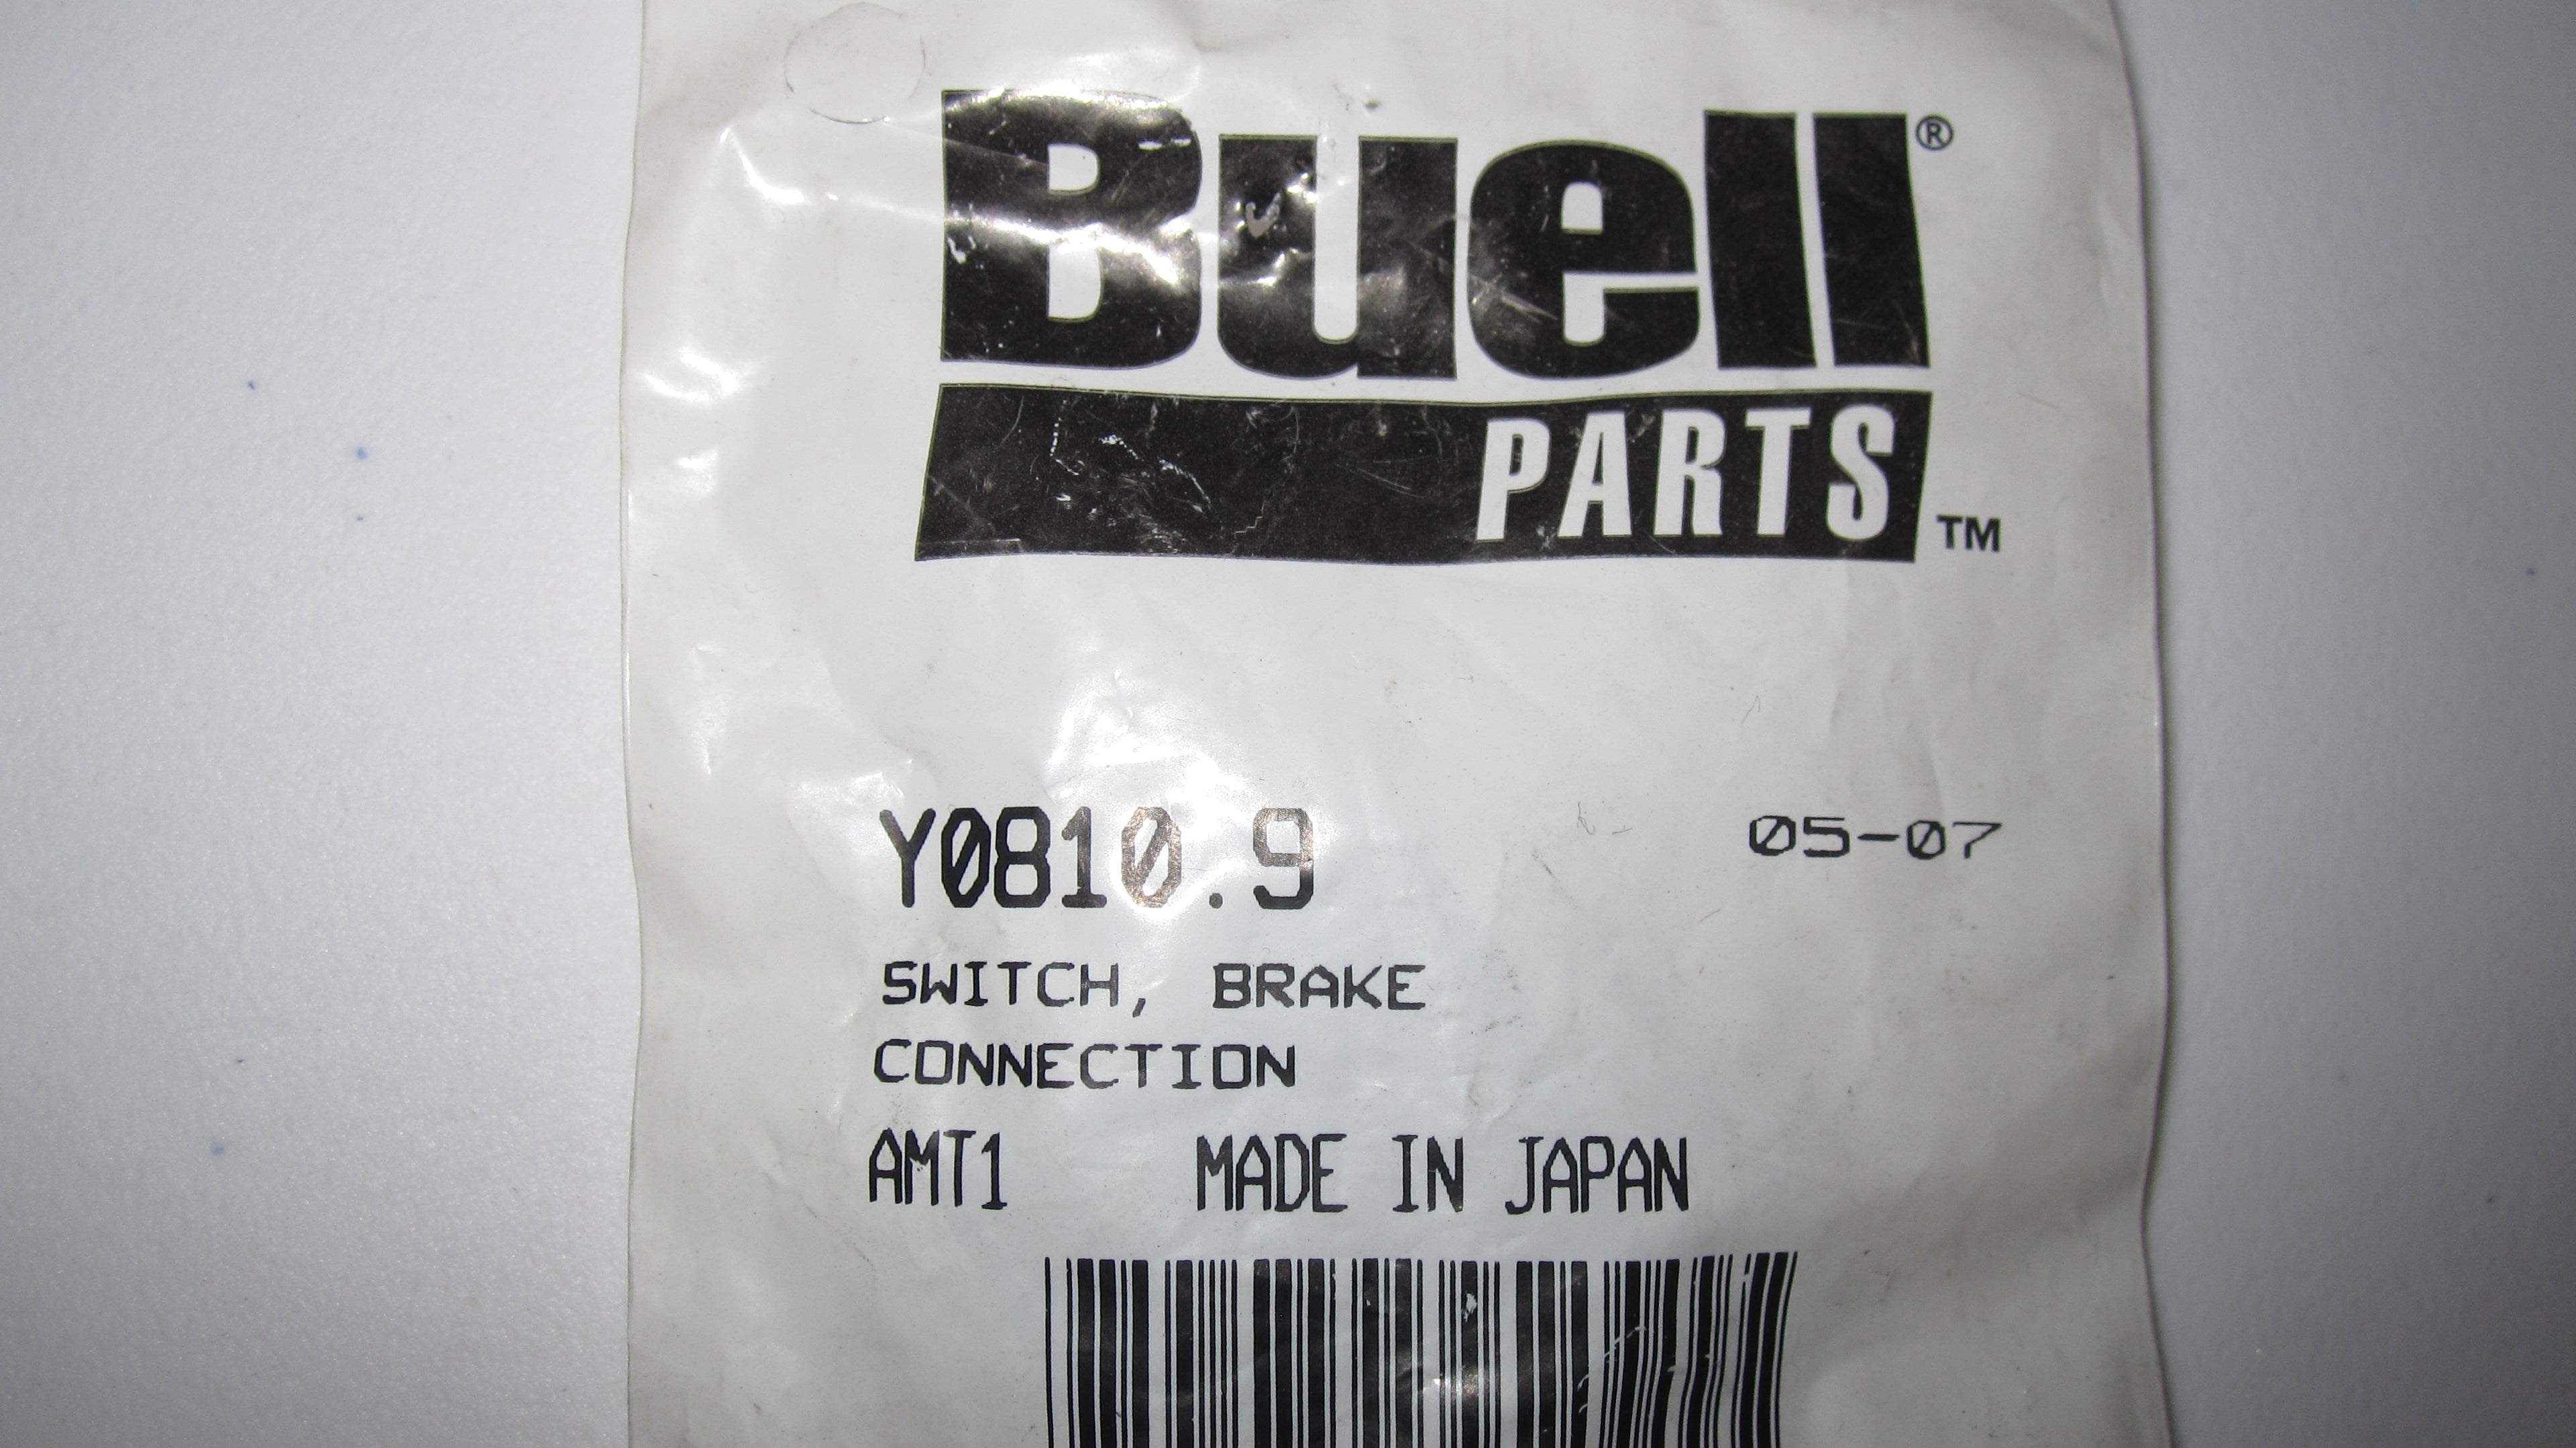 Buell®
PARTS™
Y0810.9 05-07
SWITCH, BRAKE
CONNECTION
AMT1 MADE IN JAPAN